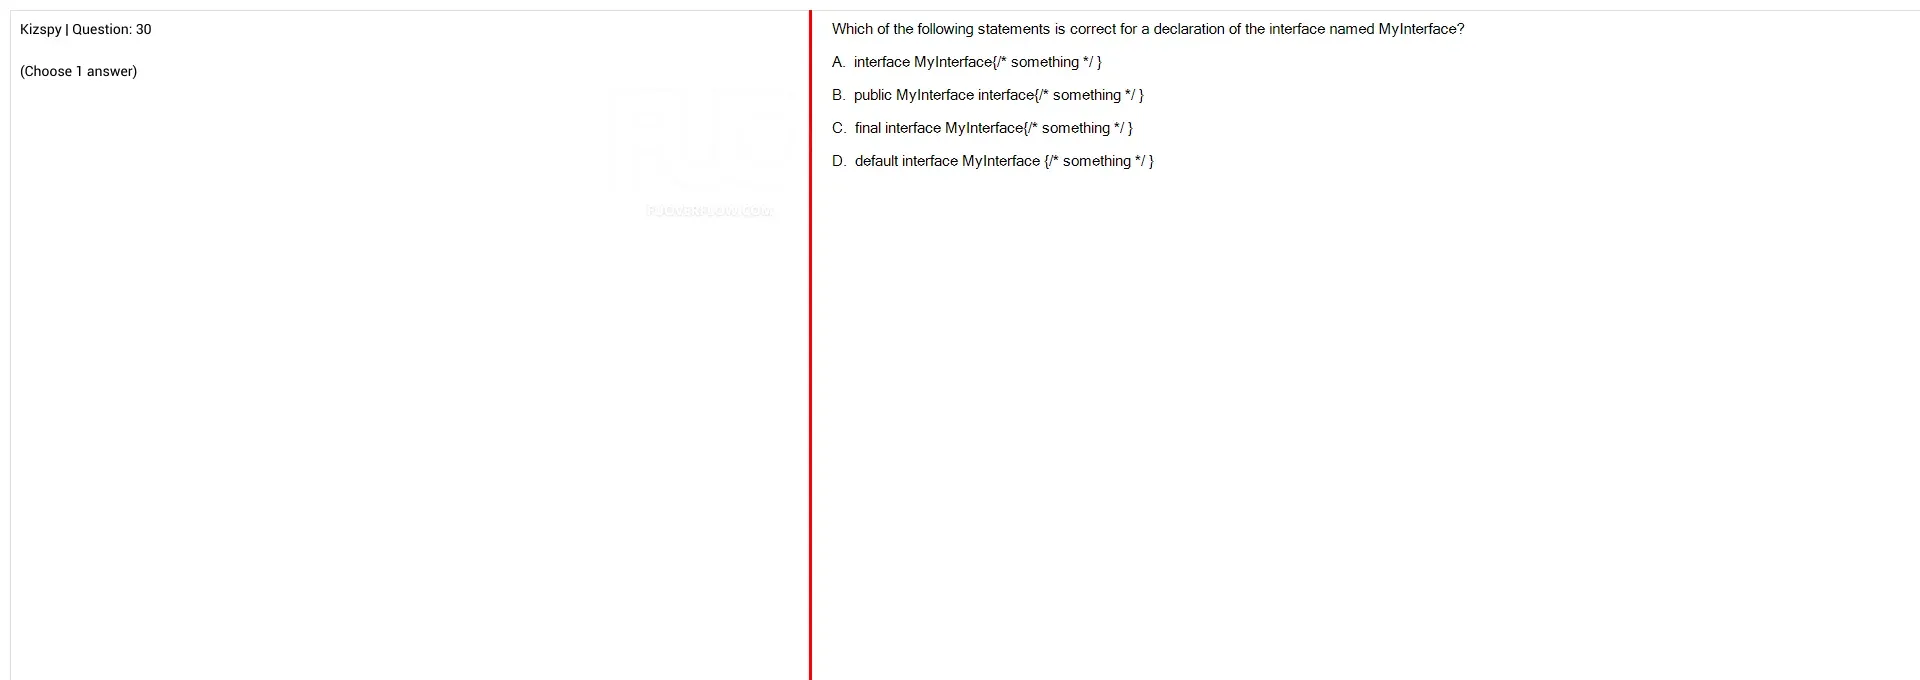 Kizspy | Question: 30
(Choose 1 answer)
Which of the following statements is correct for a declaration of the interface named MyInterface?
A. interface MyInterface{/* something */ }
B. public MyInterface interface{/* something */ }
C. final interface MyInterface{/* something */ }
D. default interface MyInterface {/* something */ }